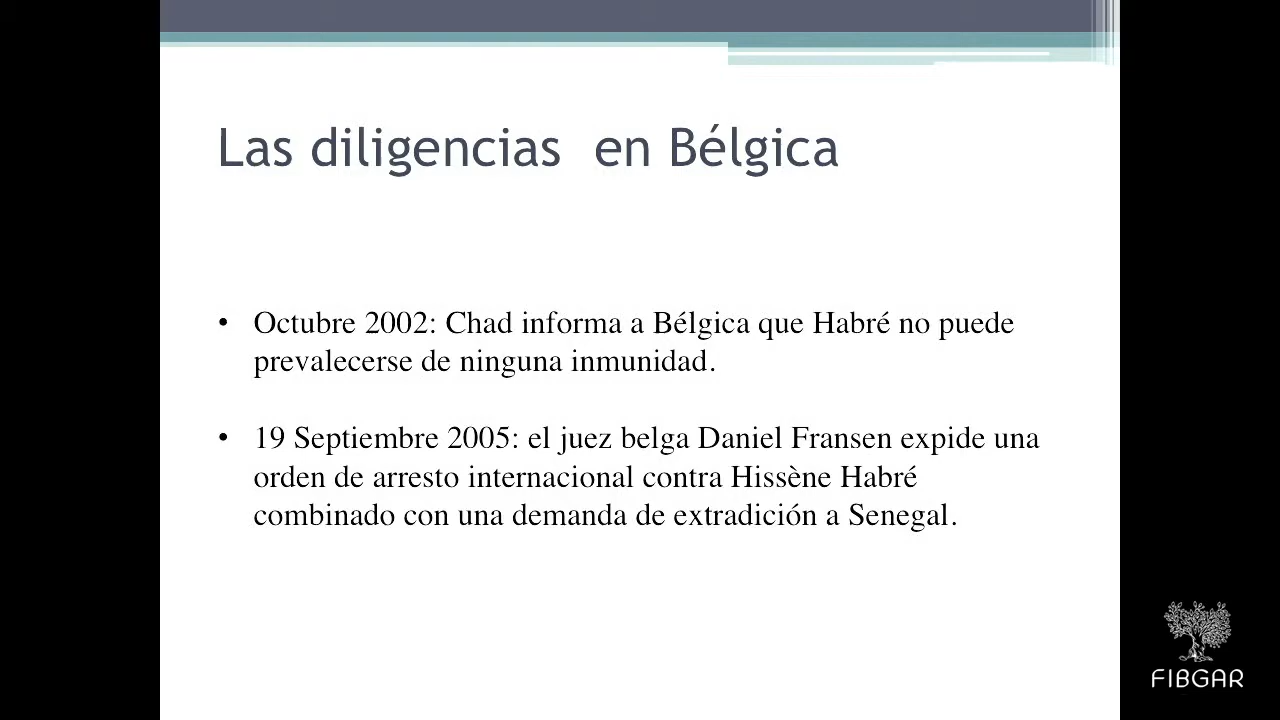 Las diligencias  en Bélgica
• Octubre 2002: Chad informa a Bélgica que Habré no puede
prevalecerse de ninguna inmunidad.
• 19 Septiembre 2005: el juez belga Daniel Fransen expide una
orden de arresto internacional contra Hissène Habré
combinado con una demanda de extradición a Senegal.
FIBGAR